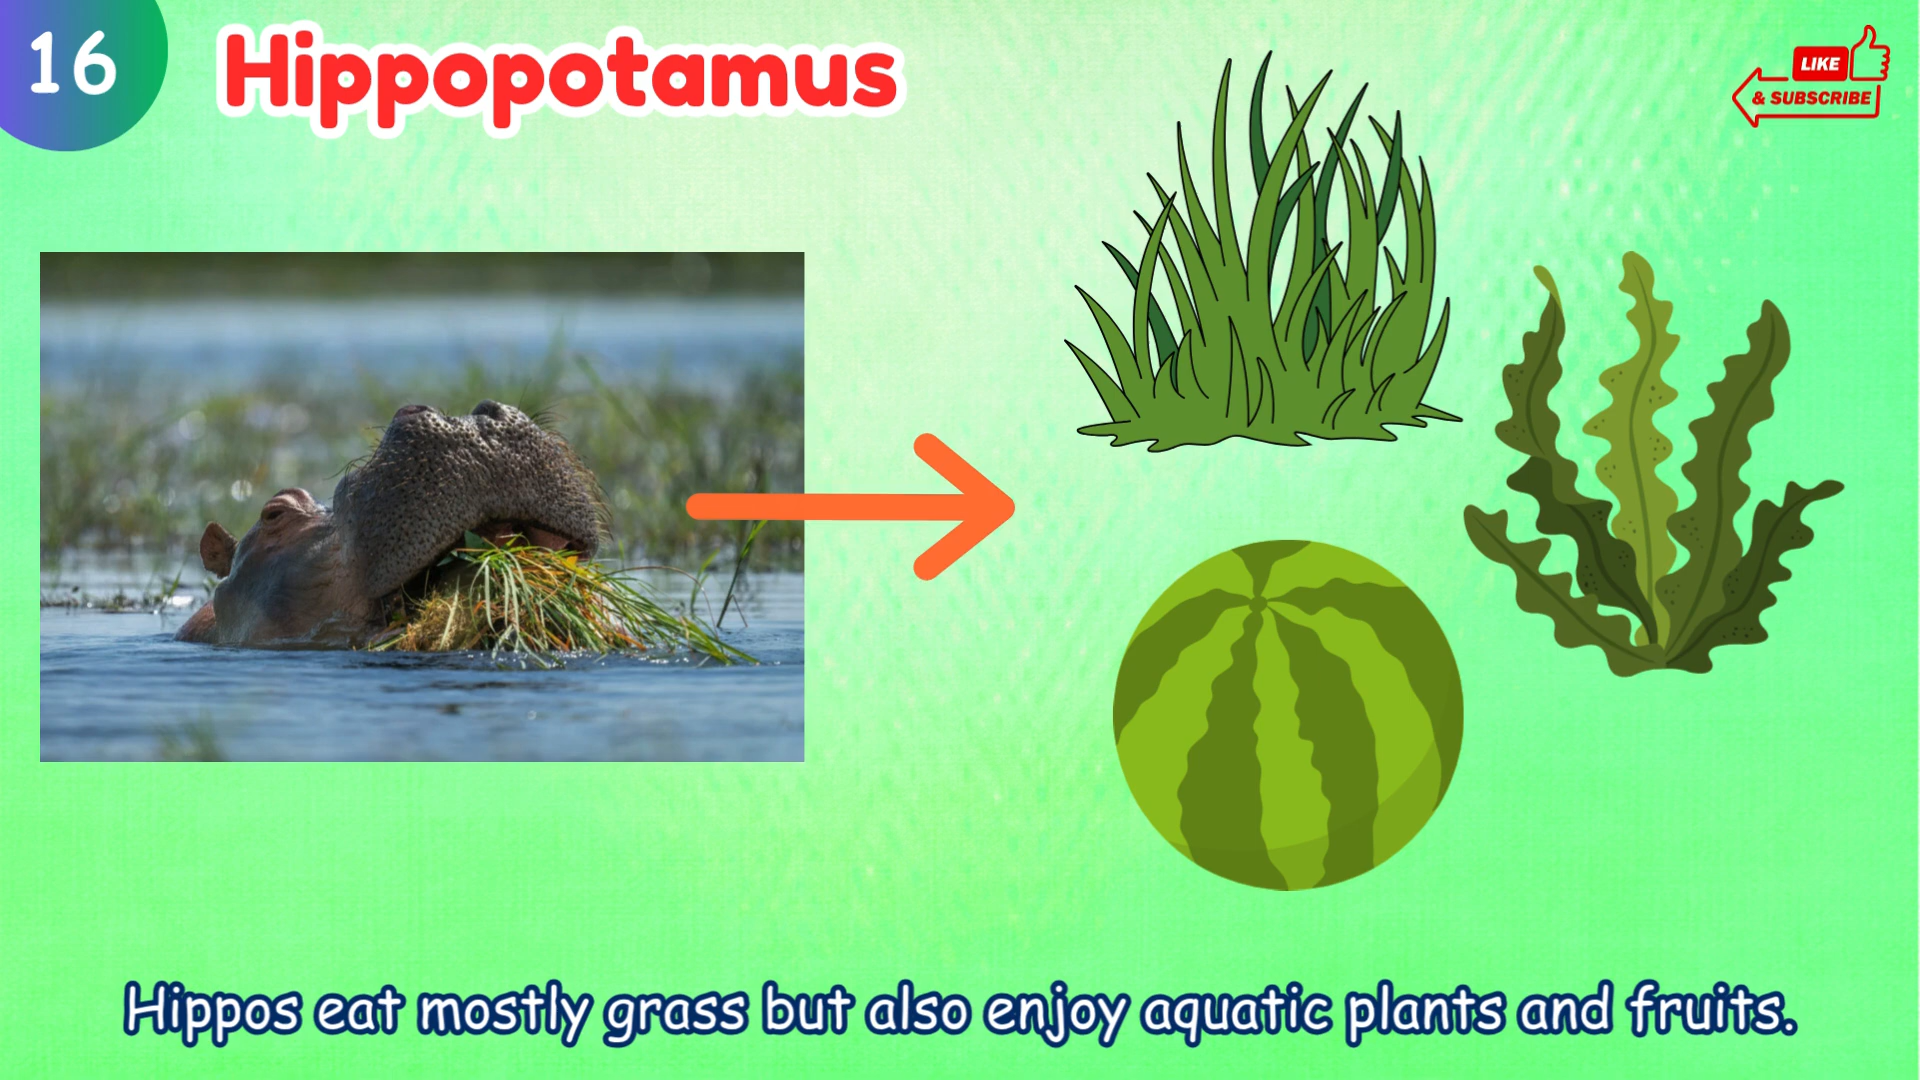 16
Hippopotamus
LIKE
& SUBSCRIBE
Hippos eat mostly grass but also enjoy aquatic plants and fruits.